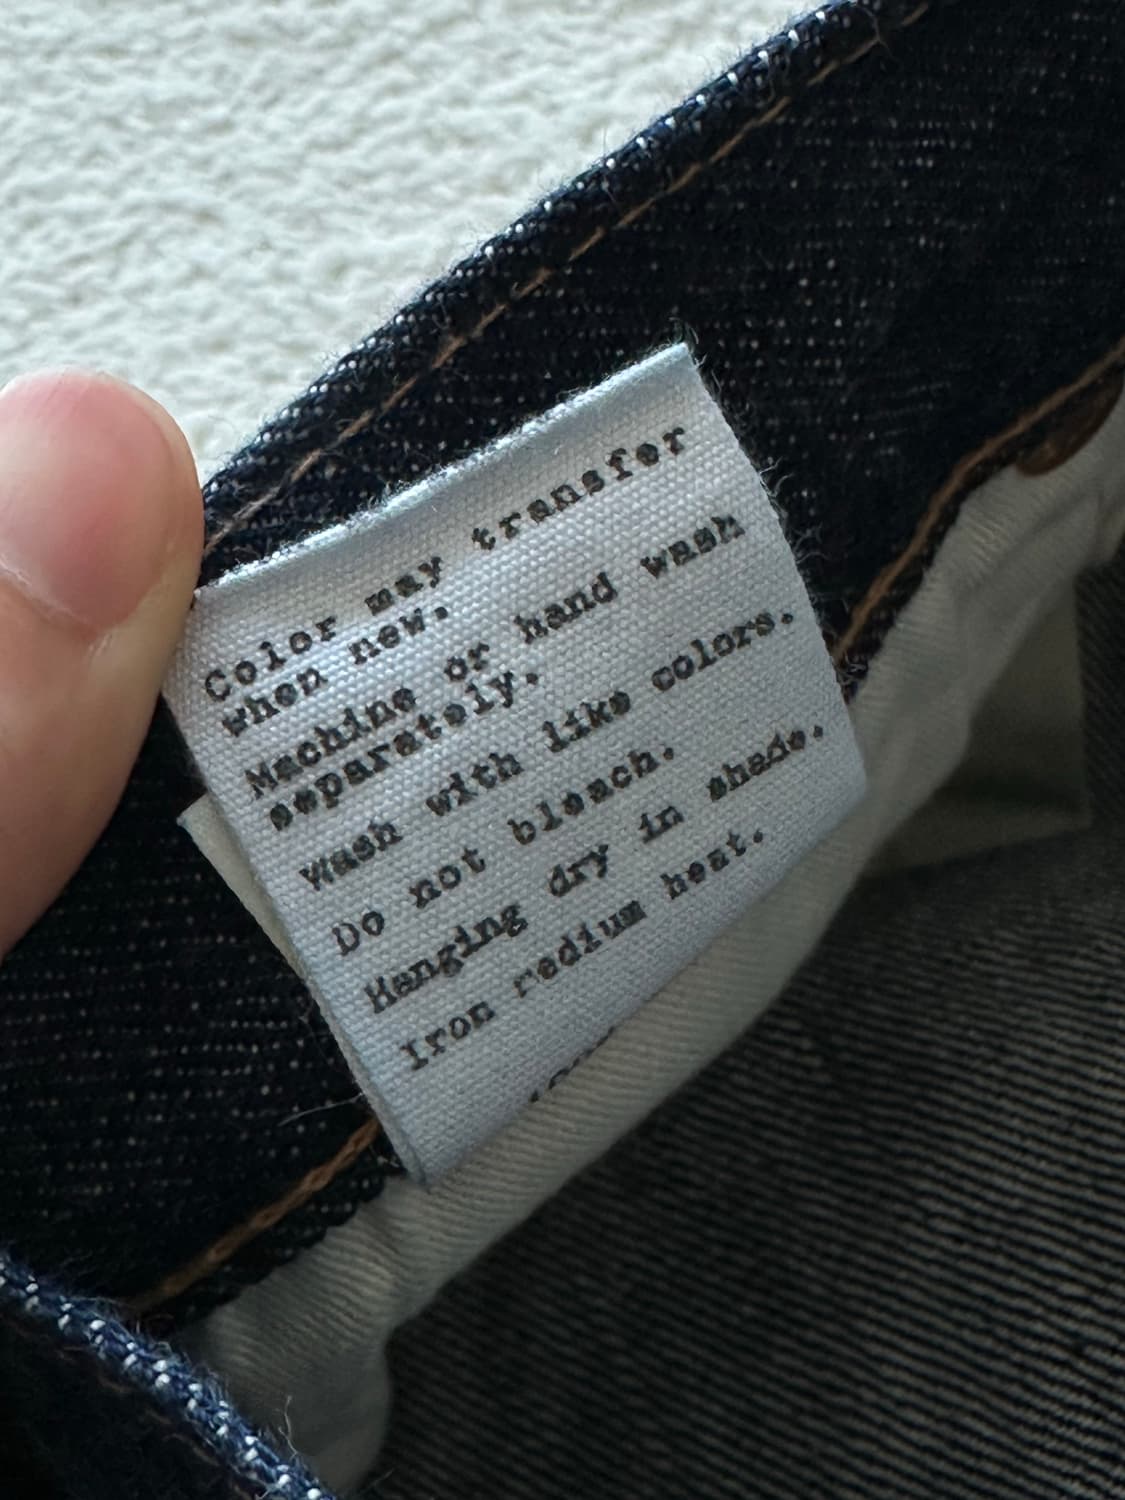 Color may transfer
when new.
Machine or hand wash
separately.
Wash with like colors.
Do not bleach.
Hanging dry in shade.
Iron medium heat.